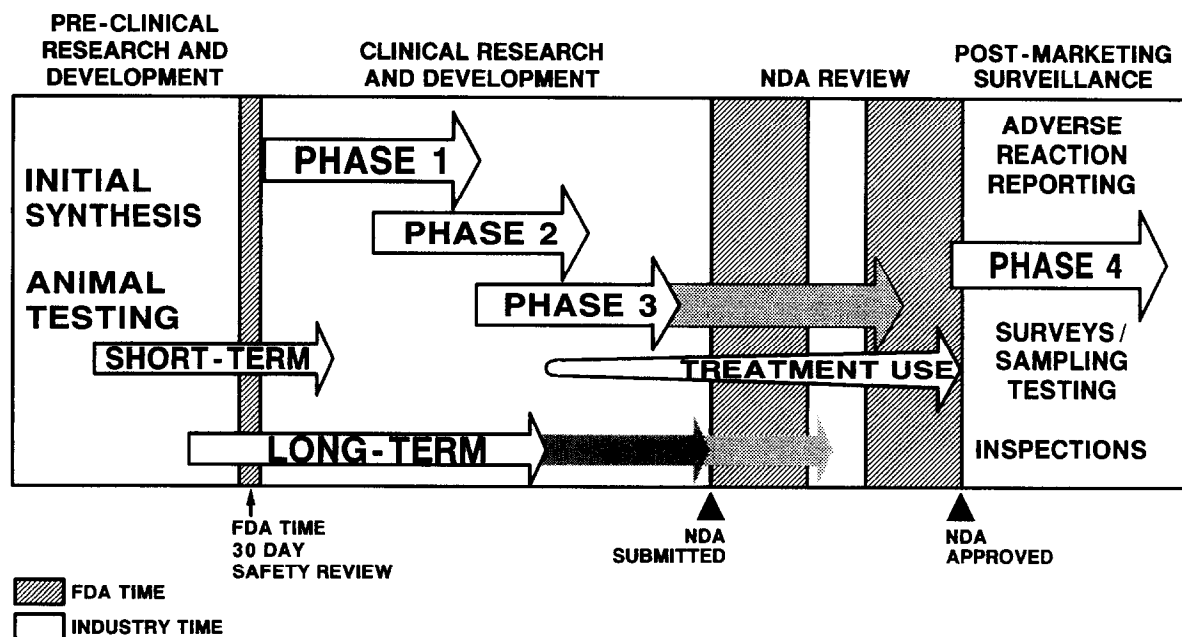 PRE-CLINICAL
RESEARCH AND
DEVELOPMENT
CLINICAL RESEARCH
AND DEVELOPMENT
NDA REVIEW
POST-MARKETING
SURVEILLANCE
INITIAL
SYNTHESIS
ANIMAL
TESTING
SHORT-TERM
LONG-TERM
PHASE 1
PHASE 2
PHASE 3
TREATMENT USE
ADVERSE
REACTION
REPORTING
PHASE 4
SURVEYS/
SAMPLING
TESTING
INSPECTIONS
FDA TIME
30 DAY
SAFETY REVIEW
NDA
SUBMITTED
NDA
APPROVED
FDA TIME
INDUSTRY TIME